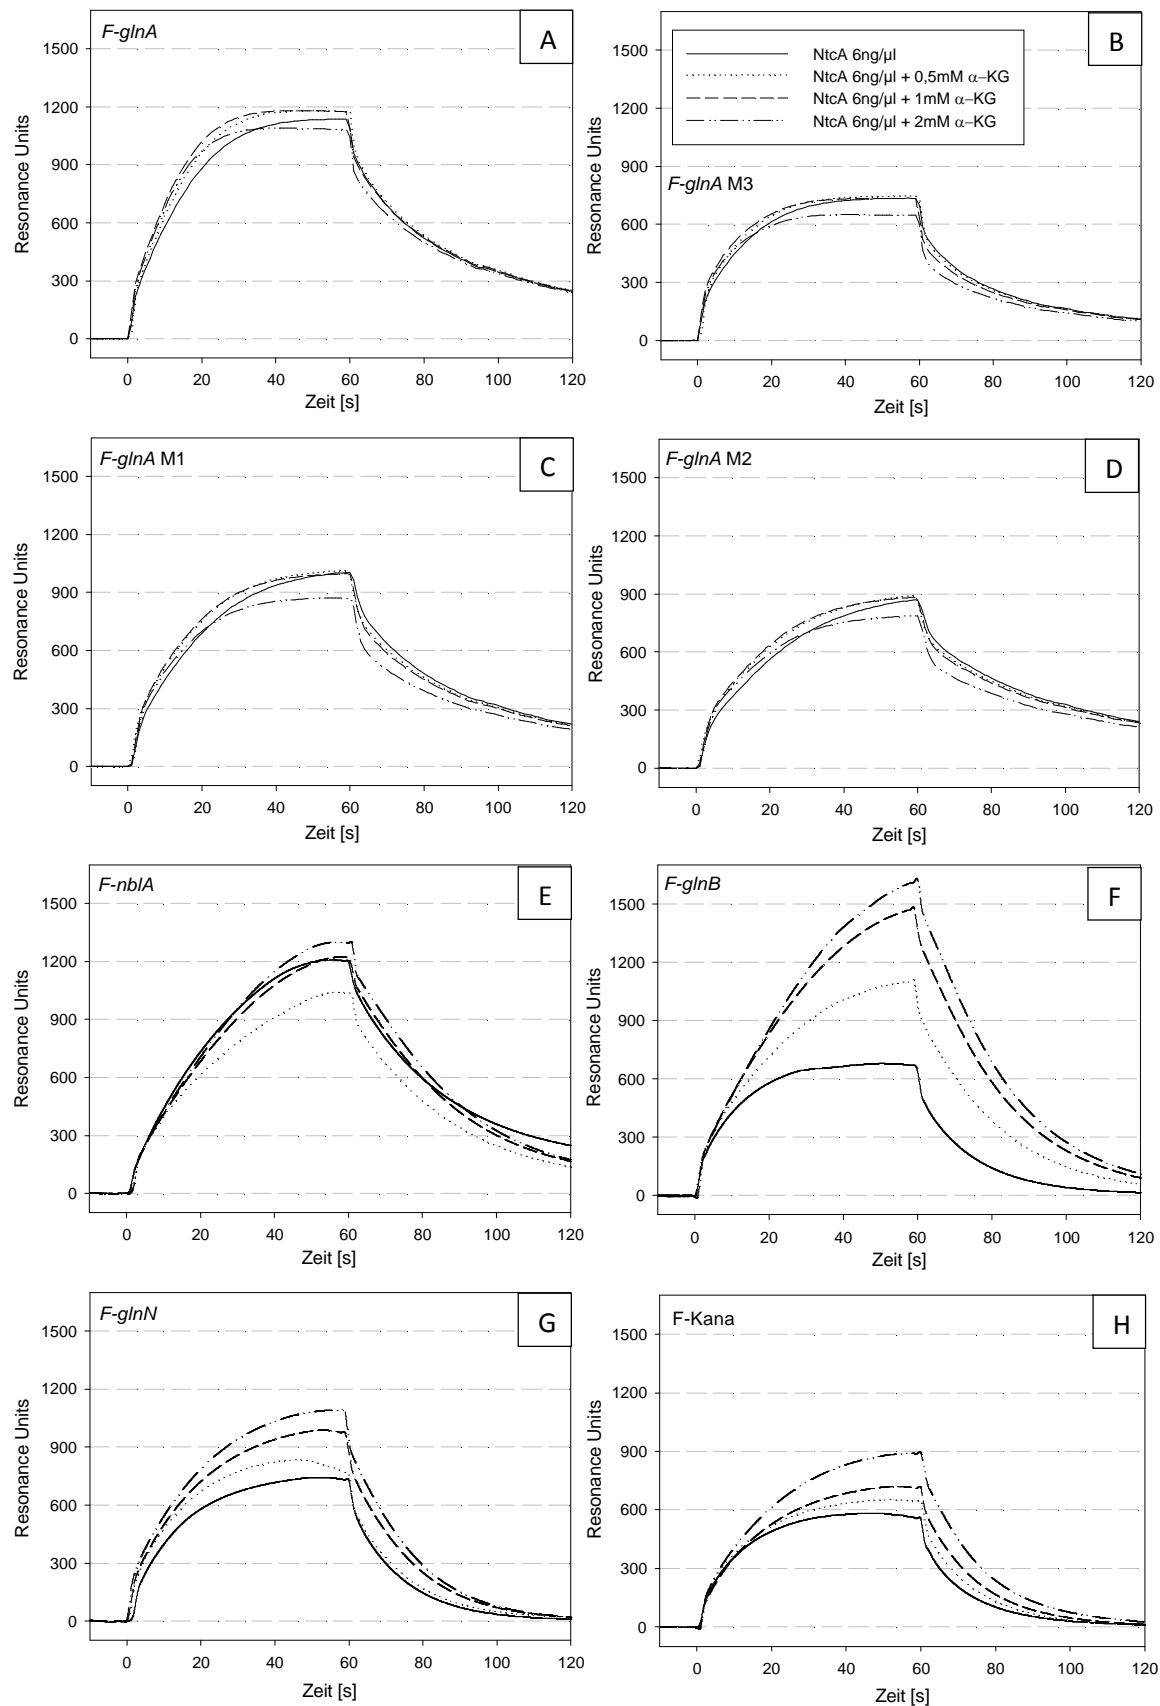 F-glnA
A
Resonance Units
1500
1200
900
600
300
0
0 20 40 60 80 100 120
Zeit [s]
B
NtcA 6ng/µl
NtcA 6ng/µl + 0,5mM α−KG
NtcA 6ng/µl + 1mM α−KG
NtcA 6ng/µl + 2mM α−KG
F-glnA M3
Resonance Units
1500
1200
900
600
300
0
0 20 40 60 80 100 120
Zeit [s]
F-glnA M1
C
Resonance Units
1500
1200
900
600
300
0
0 20 40 60 80 100 120
Zeit [s]
F-glnA M2
D
Resonance Units
1500
1200
900
600
300
0
0 20 40 60 80 100 120
Zeit [s]
F-nblA
E
Resonance Units
1500
1200
900
600
300
0
0 20 40 60 80 100 120
Zeit [s]
F-glnB
F
Resonance Units
1500
1200
900
600
300
0
0 20 40 60 80 100 120
Zeit [s]
F-glnN
G
Resonance Units
1500
1200
900
600
300
0
0 20 40 60 80 100 120
Zeit [s]
F-Kana
H
Resonance Units
1500
1200
900
600
300
0
0 20 40 60 80 100 120
Zeit [s]